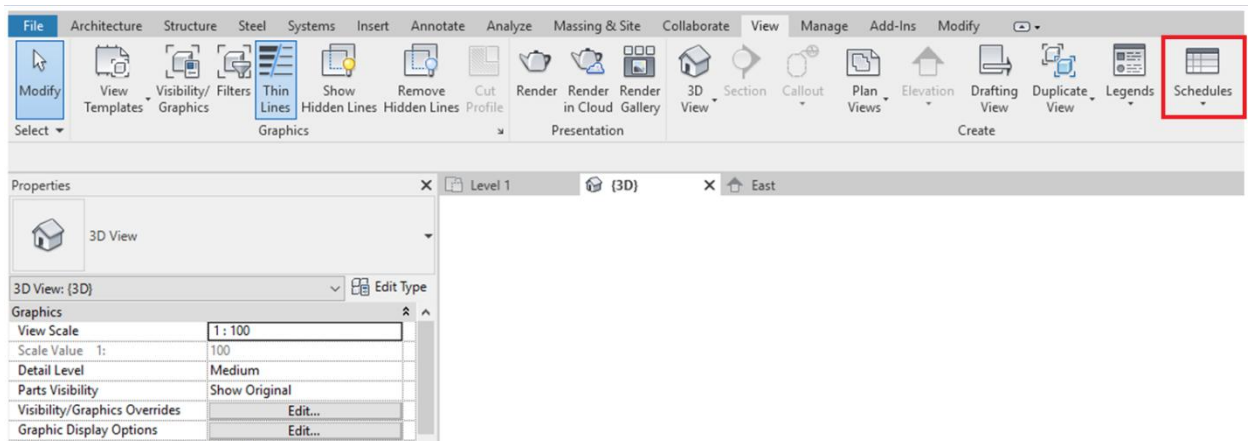 File Architecture Structure Steel Systems Insert Annotate Analyze Massing & Site Collaborate View Manage Add-Ins Modify
Modify View Visibility/ Filters Thin Show Remove Cut Render Render Render 3D Section Callout Plan Elevation Drafting Duplicate Legends Schedules
Templates Graphics Lines Hidden Lines Hidden Lines Profile in Cloud Gallery View Views View View
Select Graphics Presentation Create
Properties X Level 1 {3D} X East
3D View
3D View: {3D} Edit Type
Graphics
View Scale 1 : 100
Scale Value 1: 100
Detail Level Medium
Parts Visibility Show Original
Visibility/Graphics Overrides Edit...
Graphic Display Options Edit...